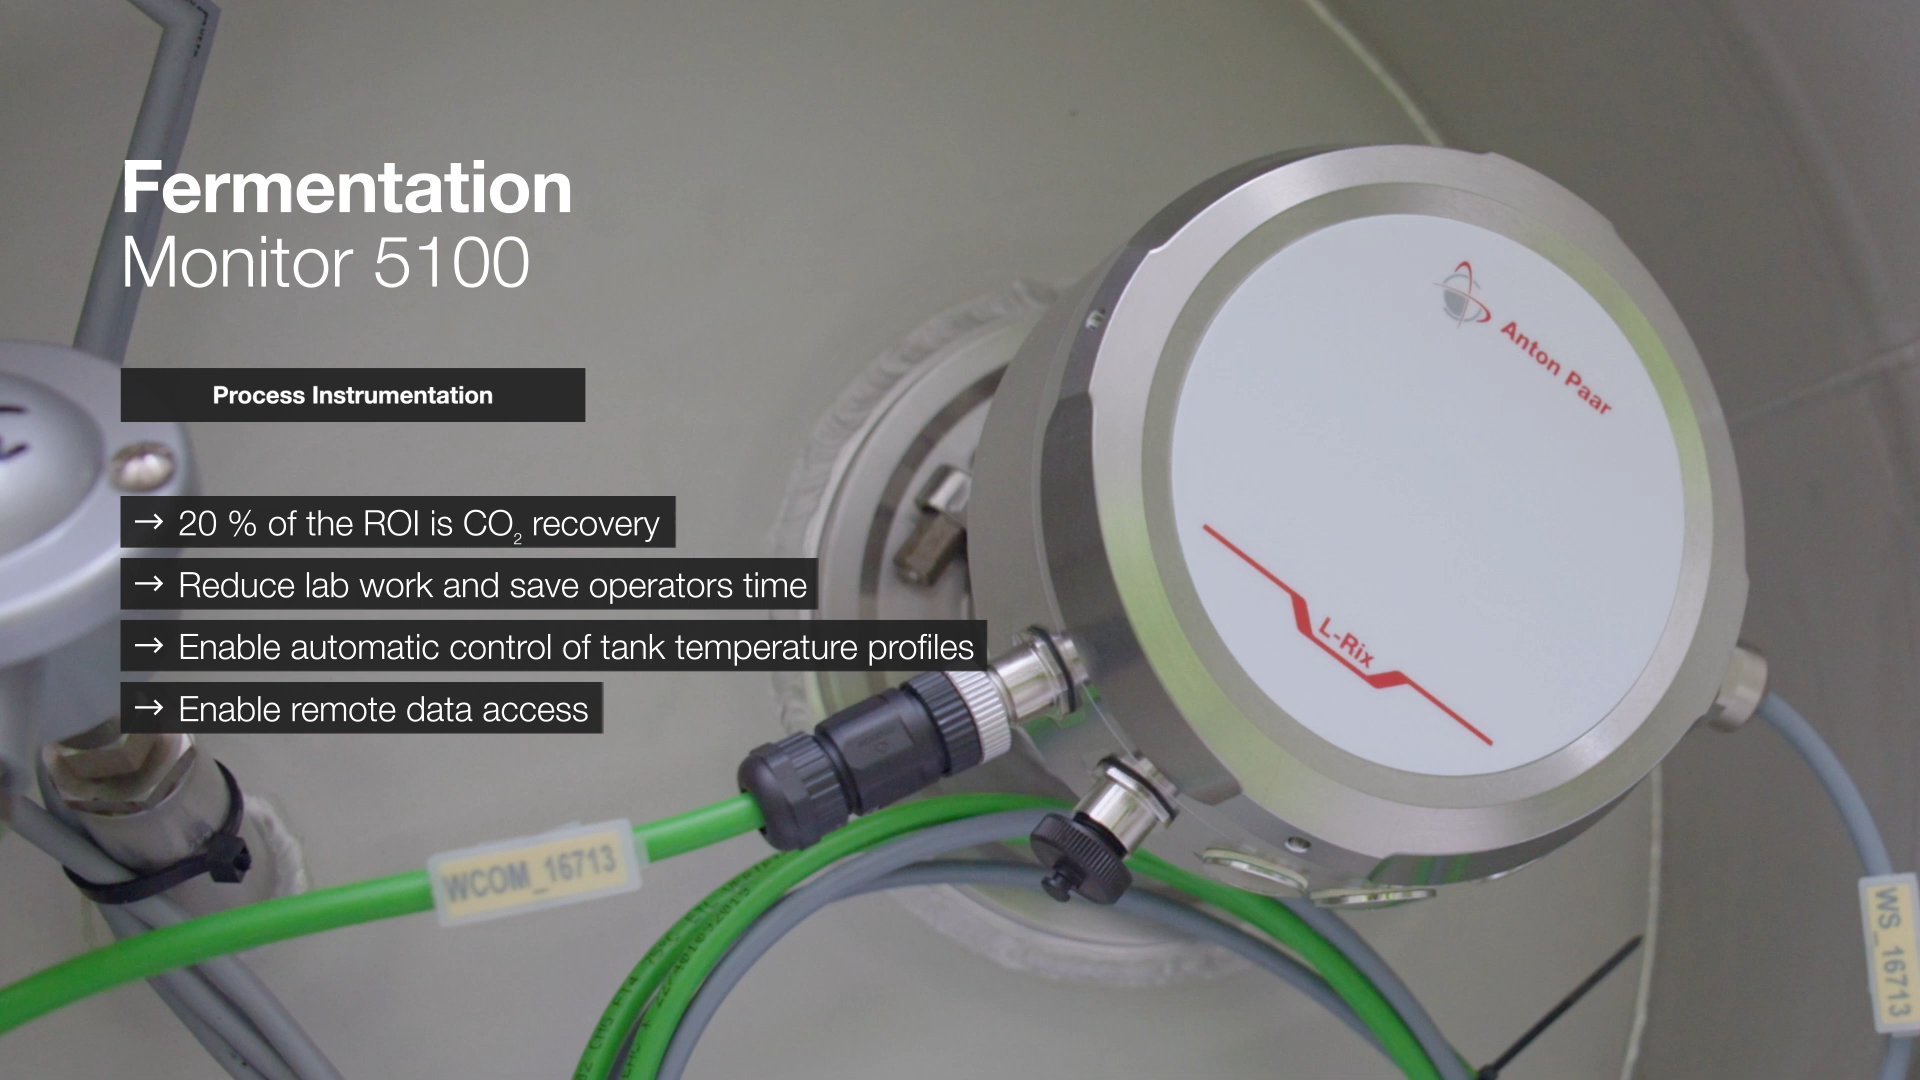 Fermentation
Monitor 5100
Process Instrumentation
→ 20 % of the ROI is CO₂ recovery
→ Reduce lab work and save operators time
→ Enable automatic control of tank temperature profiles
→ Enable remote data access
Anton Paar
L-Rix
WCOM_16713
WS_16713